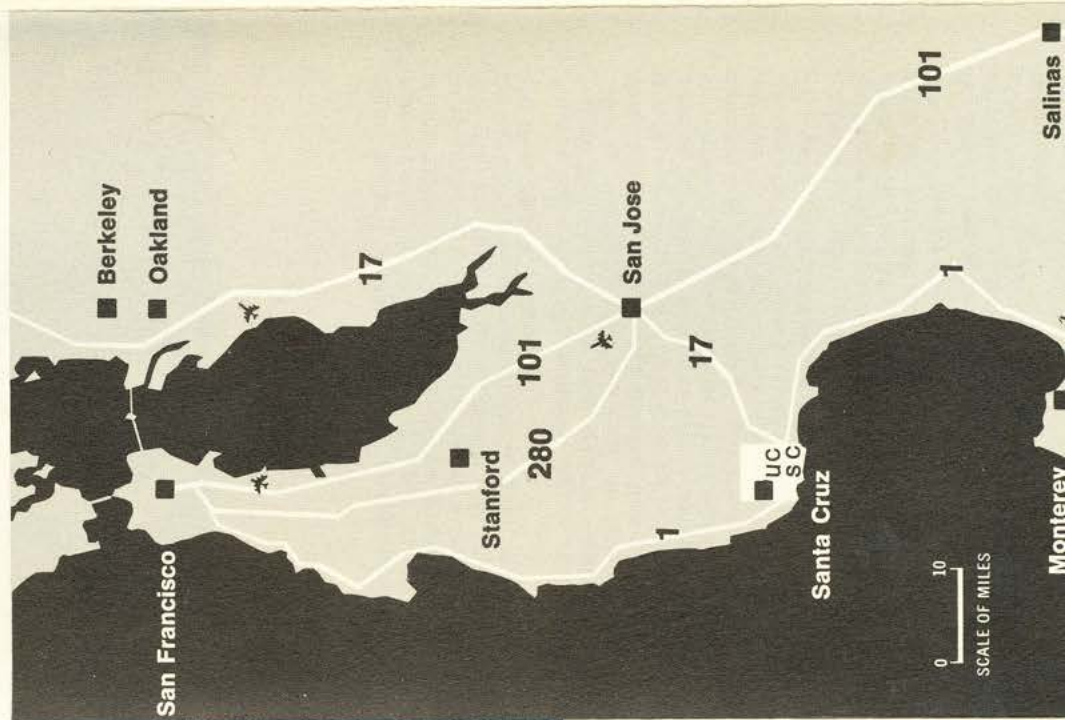 Berkeley
Oakland
San Francisco
17
101
San Jose
Stanford
280
17
101
1
UC
SC
Santa Cruz
1
Salinas
Monterey
0 10
SCALE OF MILES